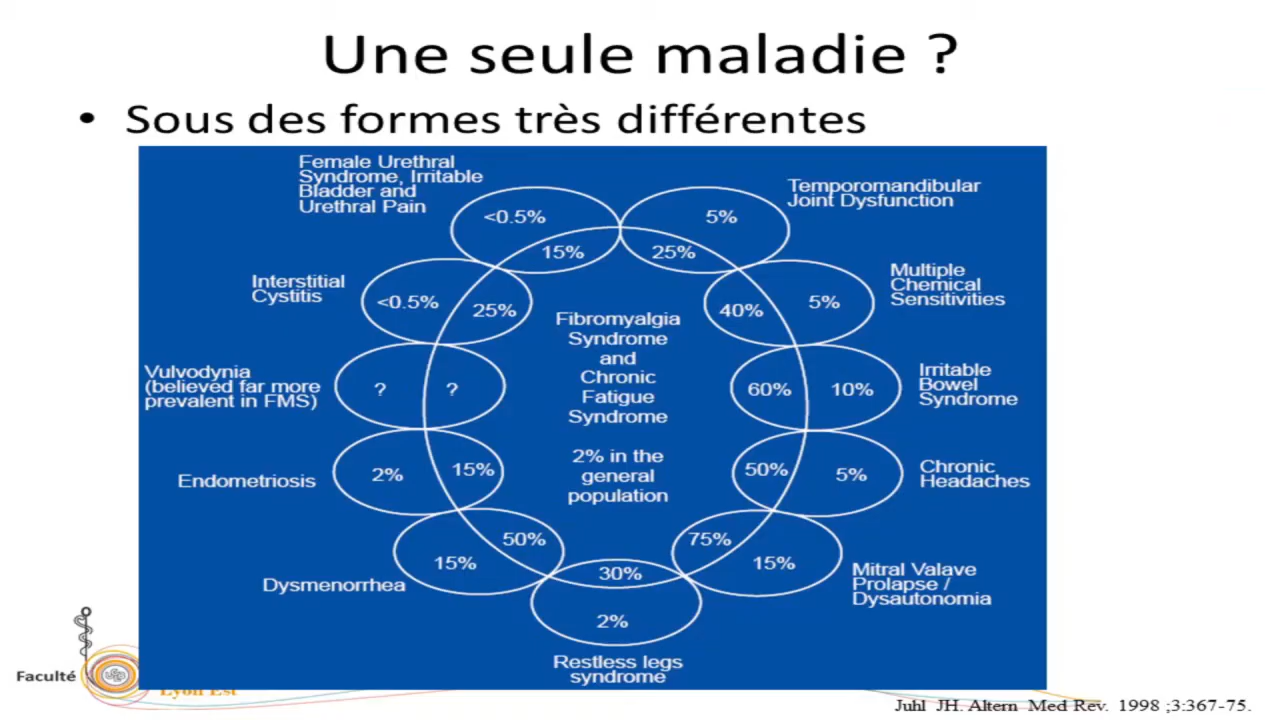 Une seule maladie ?
• Sous des formes très différentes
Female Urethral
Syndrome, Irritable
Bladder and
Urethral Pain
<0.5%
15%
Temporomandibular
Joint Dysfunction
5%
25%
Interstitial
Cystitis
<0.5%
25%
Multiple
Chemical
Sensitivities
40%
5%
Vulvodynia
(believed far more
prevalent in FMS)
?
?
Irritable
Bowel
Syndrome
60%
10%
Fibromyalgia
Syndrome
and
Chronic
Fatigue
Syndrome
2% in the
general
population
Endometriosis
2%
15%
Chronic
Headaches
50%
5%
Dysmenorrhea
15%
50%
Mitral Valave
Prolapse /
Dysautonomia
75%
15%
30%
2%
Restless legs
syndrome
Faculté
Lyon Est
Juhl JH. Altern Med Rev. 1998 ;3:367-75.